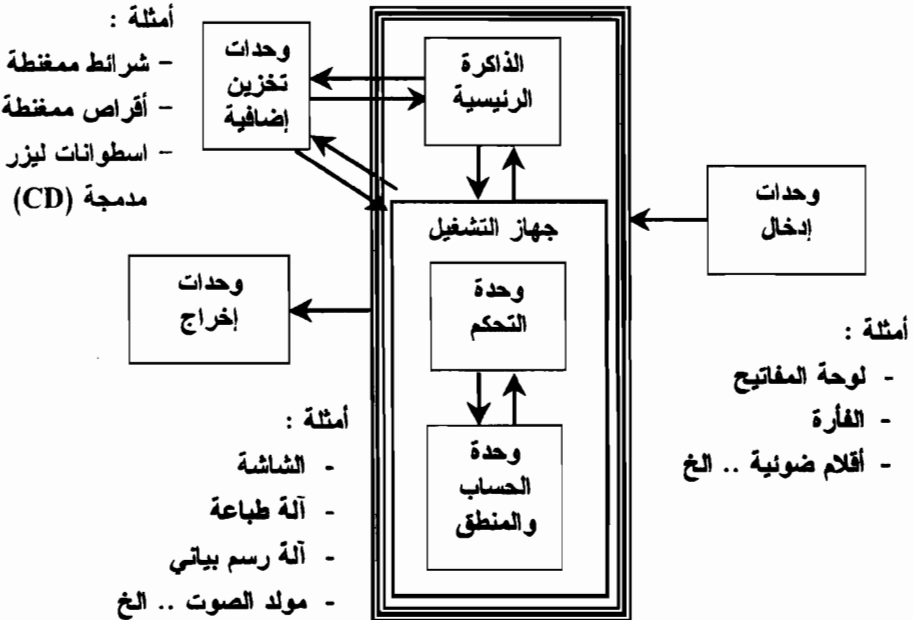 أمثلة :
– شرائط ممغنطة
– أقراص ممغنطة
– اسطوانات ليزر
مدمجة (CD)
وحدات
تخزين
إضافية
الذاكرة
الرئيسية
وحدات
إدخال
جهاز التشغيل
وحدة
التحكم
وحدة
الحساب
والمنطق
وحدات
إخراج
أمثلة :
- لوحة المفاتيح
- الفأرة
- أقلام ضوئية .. الخ
أمثلة :
- الشاشة
- آلة طباعة
- آلة رسم بياني
- مولد الصوت .. الخ